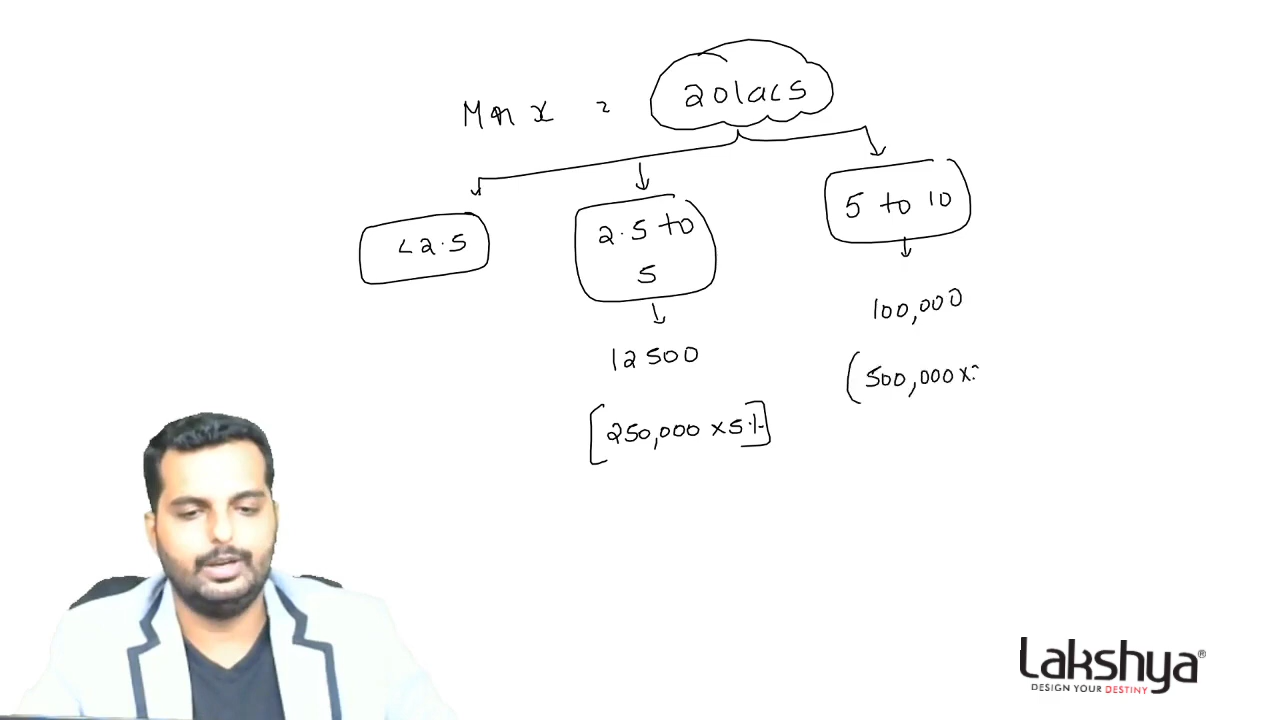 Mr x = 20lacs
<2.5
2.5 to
5
5 to 10
12500
100,000
[250,000 x5%]
(500,000 x
Lakshya®
DESIGN YOUR DESTINY